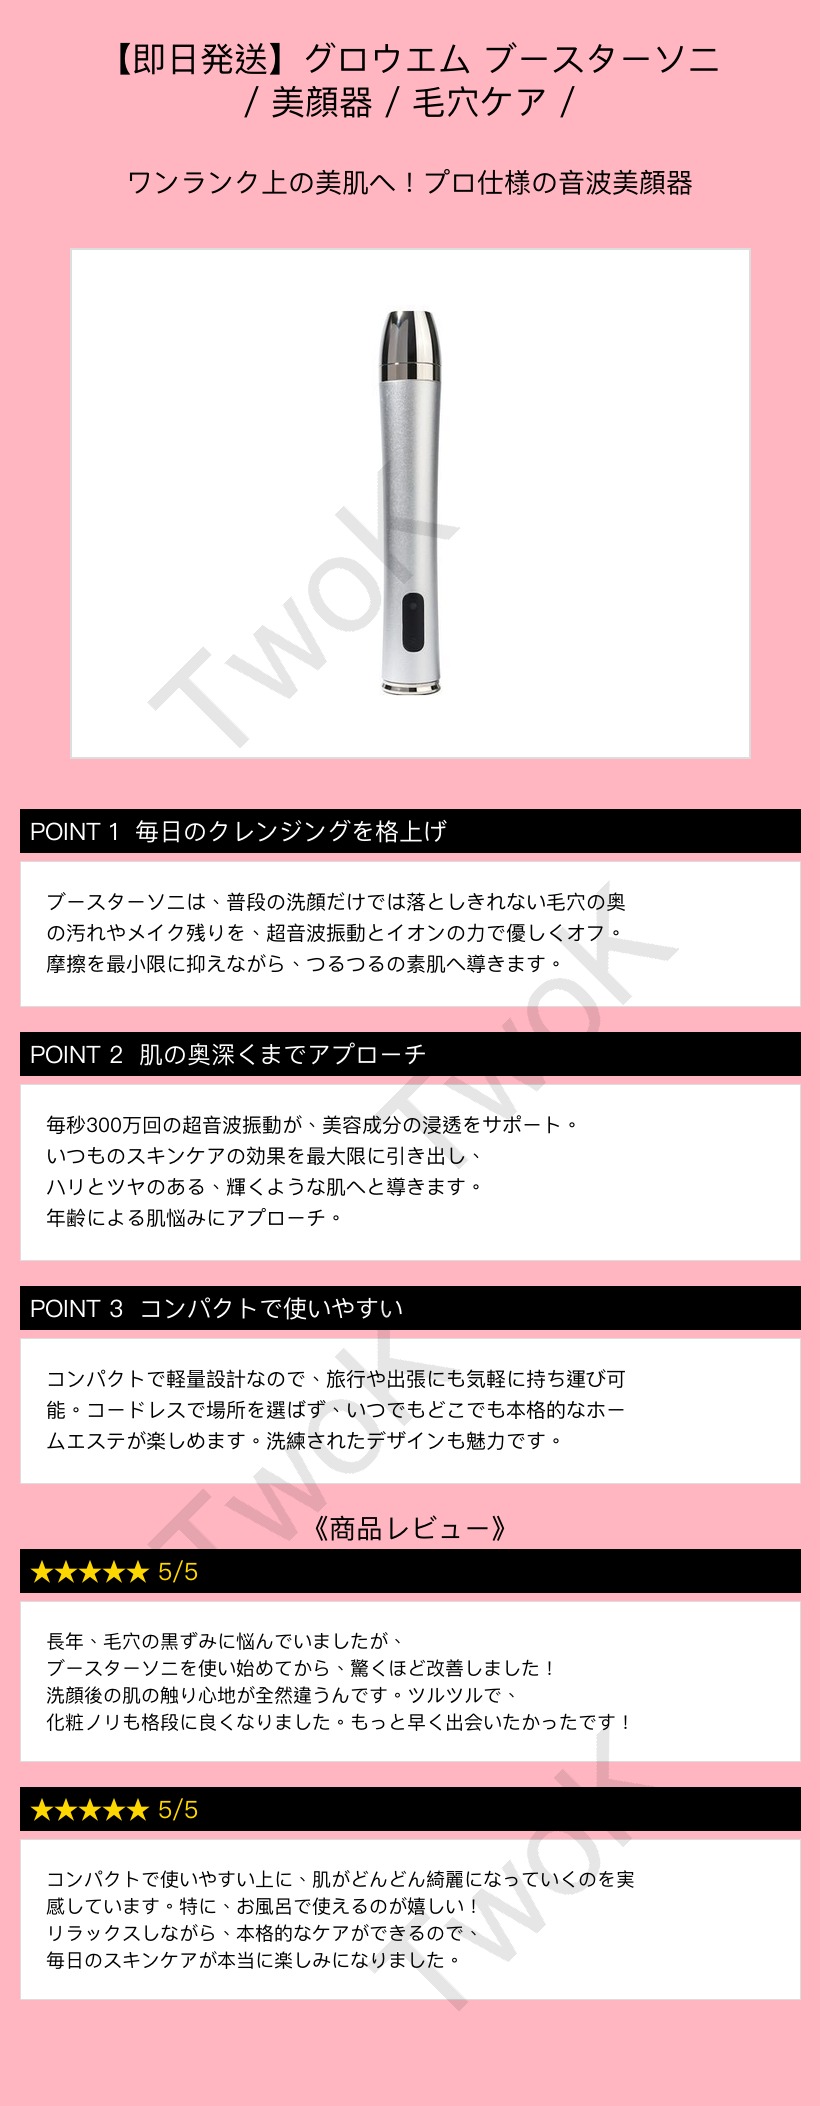 【即日発送】グロウエム ブースターソニ
/ 美顔器 / 毛穴ケア /
ワンランク上の美肌へ！プロ仕様の音波美顔器
TwoK
POINT 1 毎日のクレンジングを格上げ
ブースターソニは、普段の洗顔だけでは落としきれない毛穴の奥
の汚れやメイク残りを、超音波振動とイオンの力で優しくオフ。
摩擦を最小限に抑えながら、つるつるの素肌へ導きます。
TwoK
POINT 2 肌の奥深くまでアプローチ
毎秒300万回の超音波振動が、美容成分の浸透をサポート。
いつものスキンケアの効果を最大限に引き出し、
ハリとツヤのある、輝くような肌へと導きます。
年齢による肌悩みにアプローチ。
POINT 3 コンパクトで使いやすい
コンパクトで軽量設計なので、旅行や出張にも気軽に持ち運び可
能。コードレスで場所を選ばず、いつでもどこでも本格的なホー
ムエステが楽しめます。洗練されたデザインも魅力です。
TwoK
《商品レビュー》
★★★★★ 5/5
長年、毛穴の黒ずみに悩んでいましたが、
ブースターソニを使い始めてから、驚くほど改善しました！
洗顔後の肌の触り心地が全然違うんです。ツルツルで、
化粧ノリも格段に良くなりました。もっと早く出会いたかったです！
★★★★★ 5/5
コンパクトで使いやすい上に、肌がどんどん綺麗になっていくのを実
感しています。特に、お風呂で使えるのが嬉しい！
リラックスしながら、本格的なケアができるので、
毎日のスキンケアが本当に楽しみになりました。
TwoK